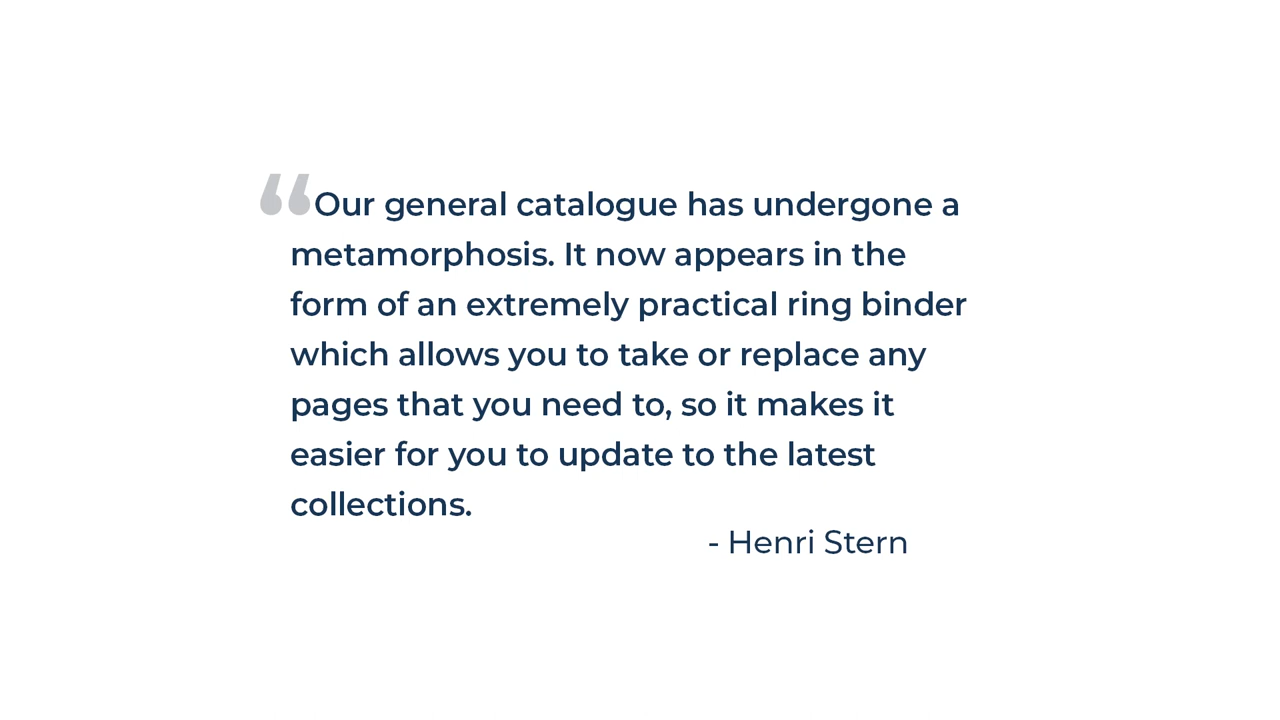 “Our general catalogue has undergone a
metamorphosis. It now appears in the
form of an extremely practical ring binder
which allows you to take or replace any
pages that you need to, so it makes it
easier for you to update to the latest
collections.
- Henri Stern